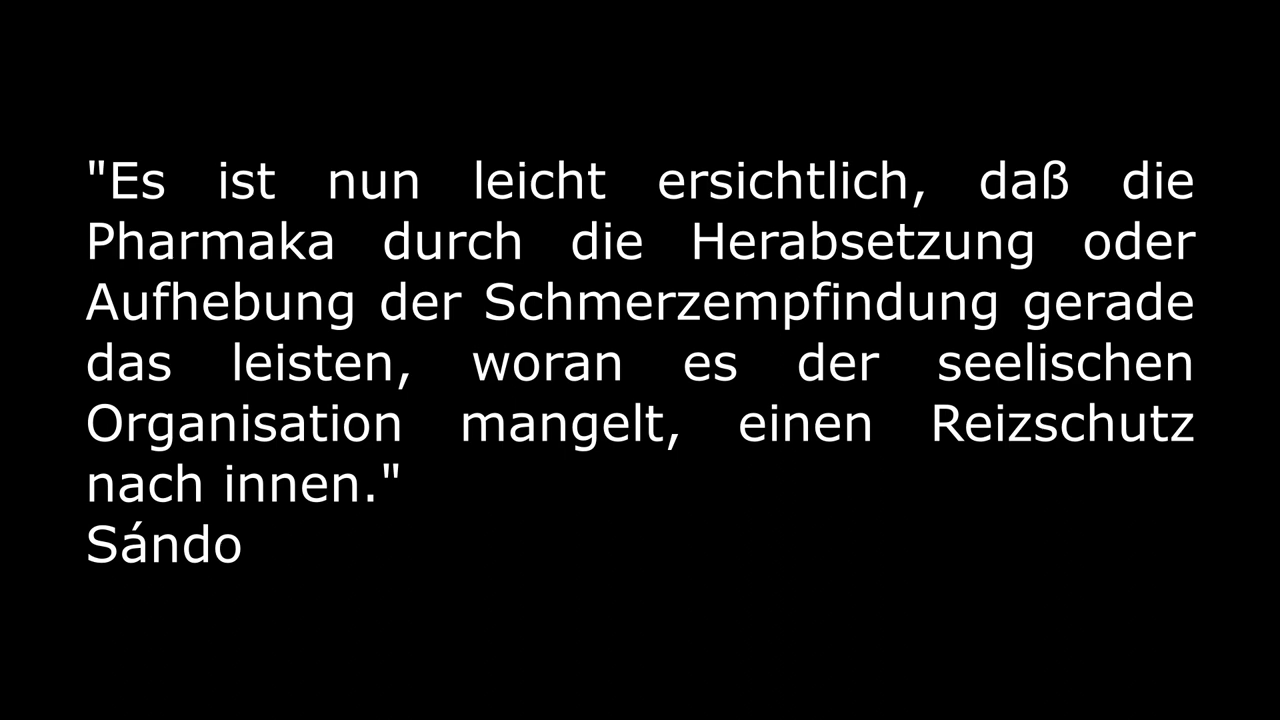 "Es ist nun leicht ersichtlich, daß die
Pharmaka durch die Herabsetzung oder
Aufhebung der Schmerzempfindung gerade
das leisten, woran es der seelischen
Organisation mangelt, einen Reizschutz
nach innen."
Sándo